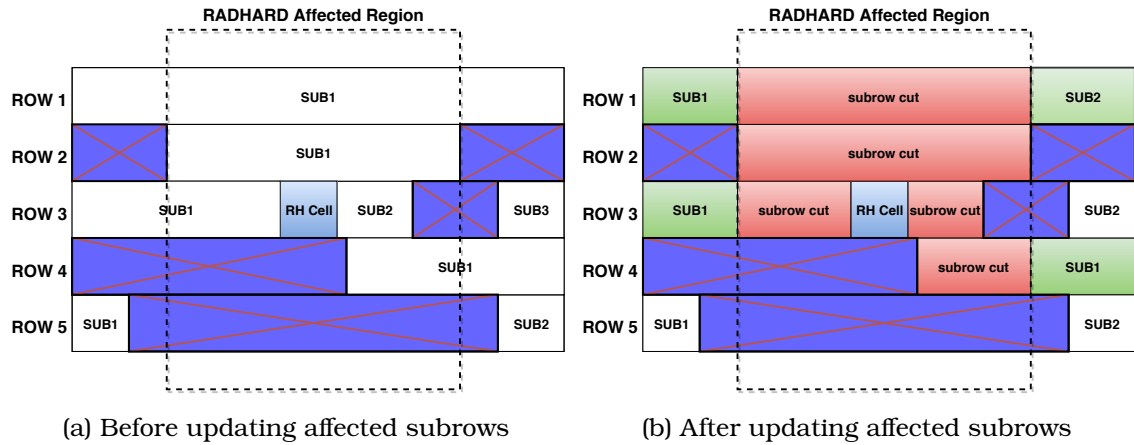 RADHARD Affected Region
ROW 1
SUB1
ROW 2
SUB1
ROW 3
SUB1
RH Cell
SUB2
SUB3
ROW 4
SUB1
ROW 5
SUB1
SUB2
(a) Before updating affected subrows
RADHARD Affected Region
ROW 1
SUB1
subrow cut
SUB2
ROW 2
subrow cut
ROW 3
SUB1
subrow cut
RH Cell
subrow cut
SUB2
ROW 4
subrow cut
SUB1
ROW 5
SUB1
SUB2
(b) After updating affected subrows